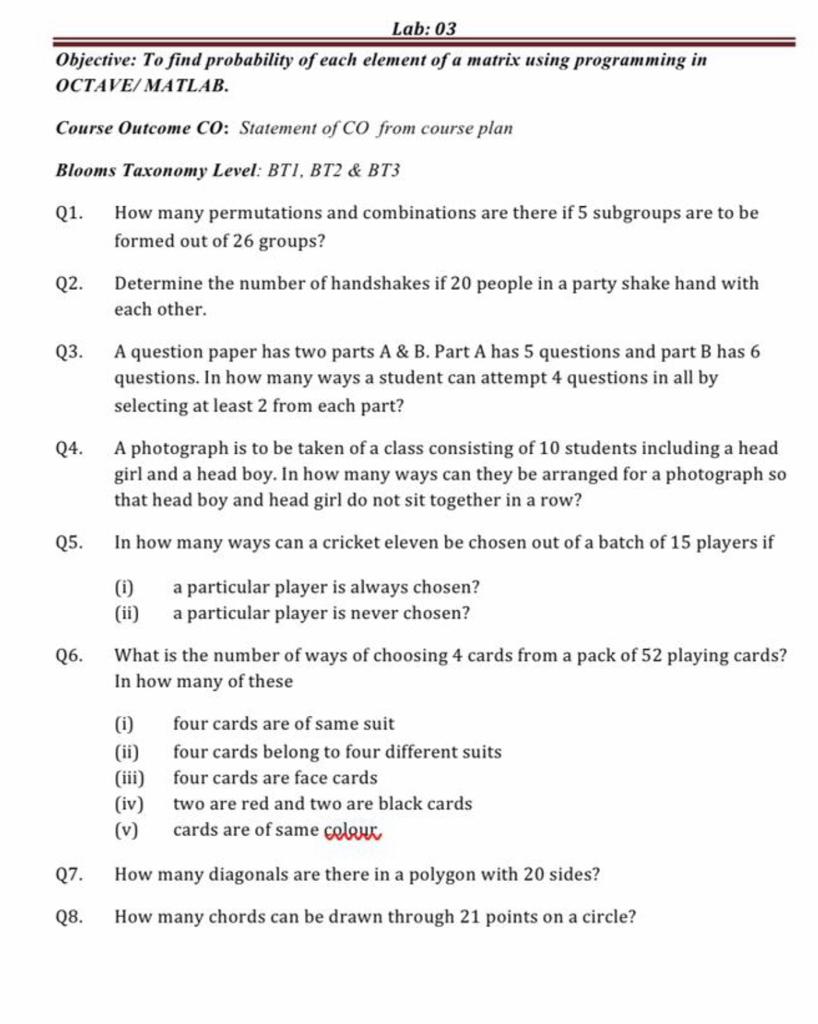 Lab: 03
Objective: To find probability of each element of a matrix using programming in
OCTAVE/ MATLAB.
Course Outcome CO: Statement of CO from course plan
Blooms Taxonomy Level: BT1, BT2 & BT3
Q1. How many permutations and combinations are there if 5 subgroups are to be
formed out of 26 groups?
Q2. Determine the number of handshakes if 20 people in a party shake hand with
each other.
Q3. A question paper has two parts A & B. Part A has 5 questions and part B has 6
questions. In how many ways a student can attempt 4 questions in all by
selecting at least 2 from each part?
Q4. A photograph is to be taken of a class consisting of 10 students including a head
girl and a head boy. In how many ways can they be arranged for a photograph so
that head boy and head girl do not sit together in a row?
Q5. In how many ways can a cricket eleven be chosen out of a batch of 15 players if
(i) a particular player is always chosen?
(ii) a particular player is never chosen?
Q6. What is the number of ways of choosing 4 cards from a pack of 52 playing cards?
In how many of these
(i) four cards are of same suit
(ii) four cards belong to four different suits
(iii) four cards are face cards
(iv) two are red and two are black cards
(v) cards are of same colour.
Q7. How many diagonals are there in a polygon with 20 sides?
Q8. How many chords can be drawn through 21 points on a circle?